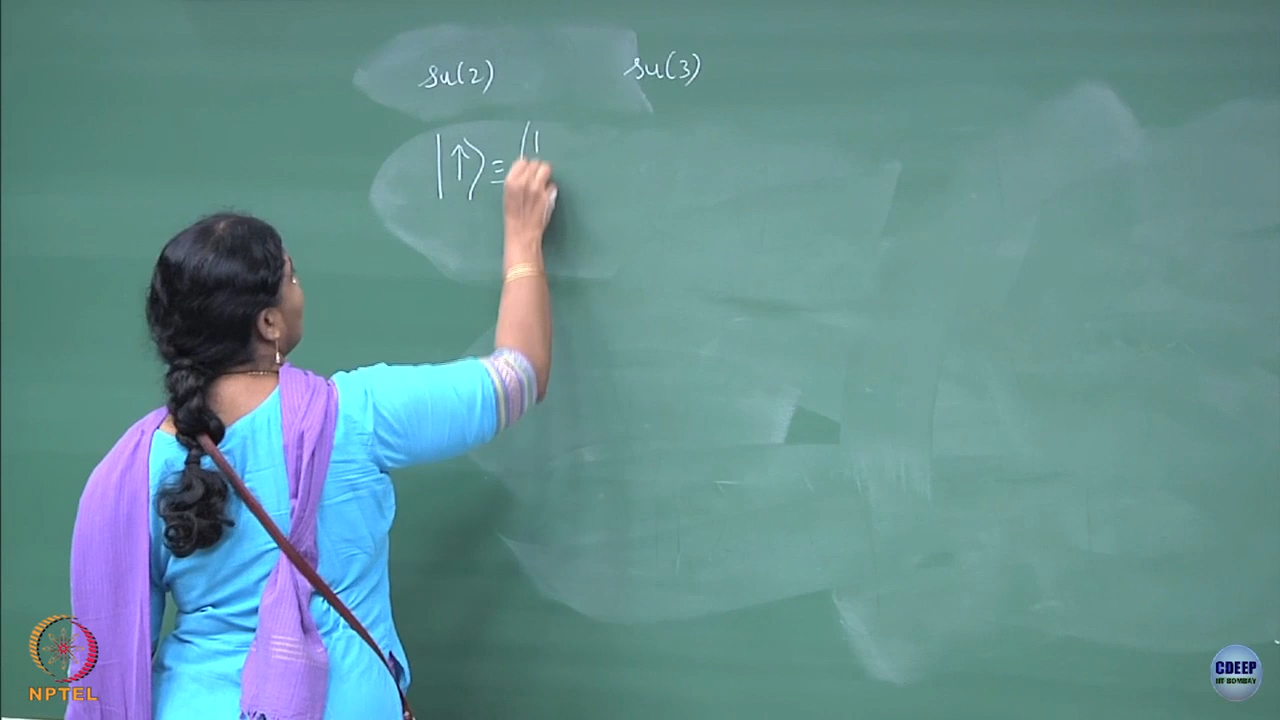 su(2) su(3)
|↑⟩ ≡ (1
NPTEL
CDEEP
IIT BOMBAY